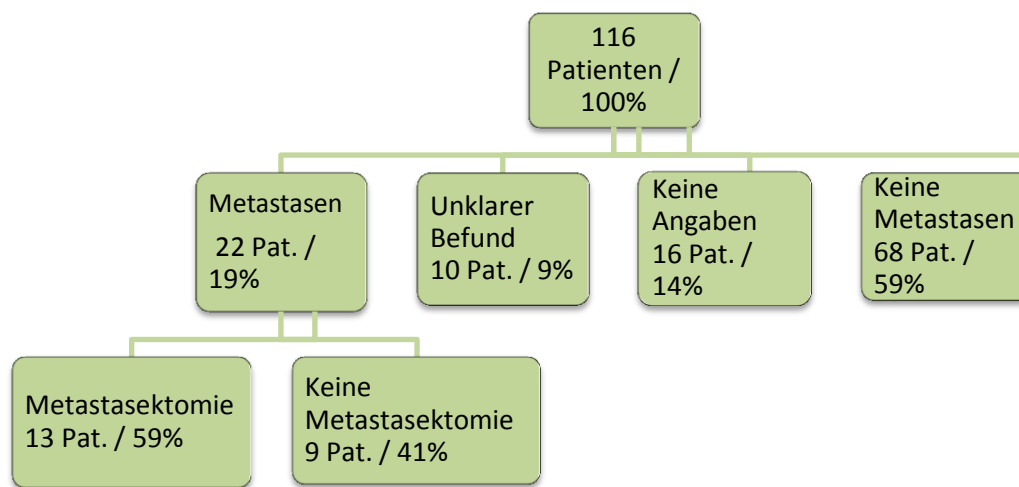 116
Patienten /
100%
Metastasen
22 Pat. /
19%
Unklarer
Befund
10 Pat. / 9%
Keine
Angaben
16 Pat. /
14%
Keine
Metastasen
68 Pat. /
59%
Metastasektomie
13 Pat. / 59%
Keine
Metastasektomie
9 Pat. / 41%